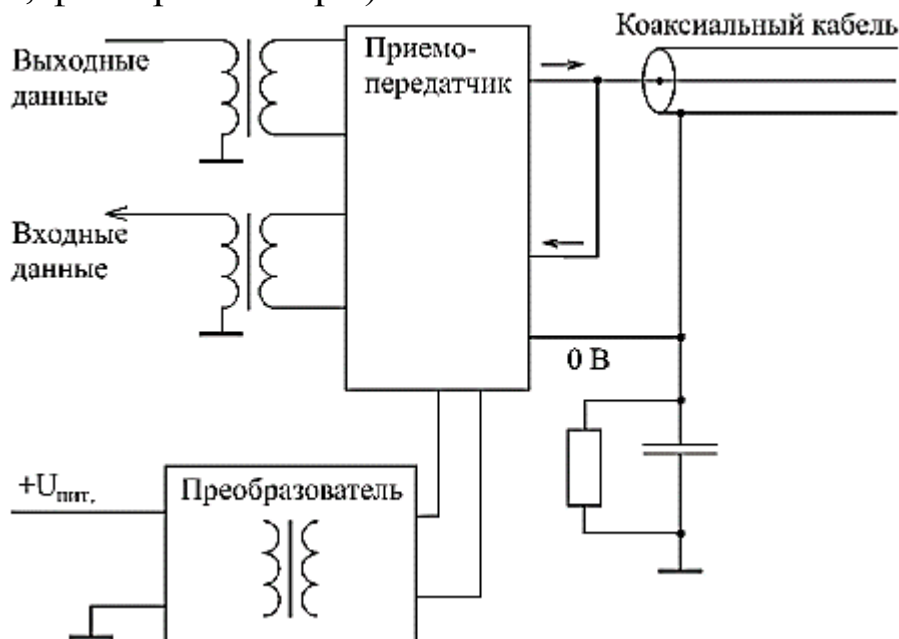 Коаксиальный кабель
Приемо-
передатчик
Выходные
данные
Входные
данные
0 В
+Uпит.
Преобразователь